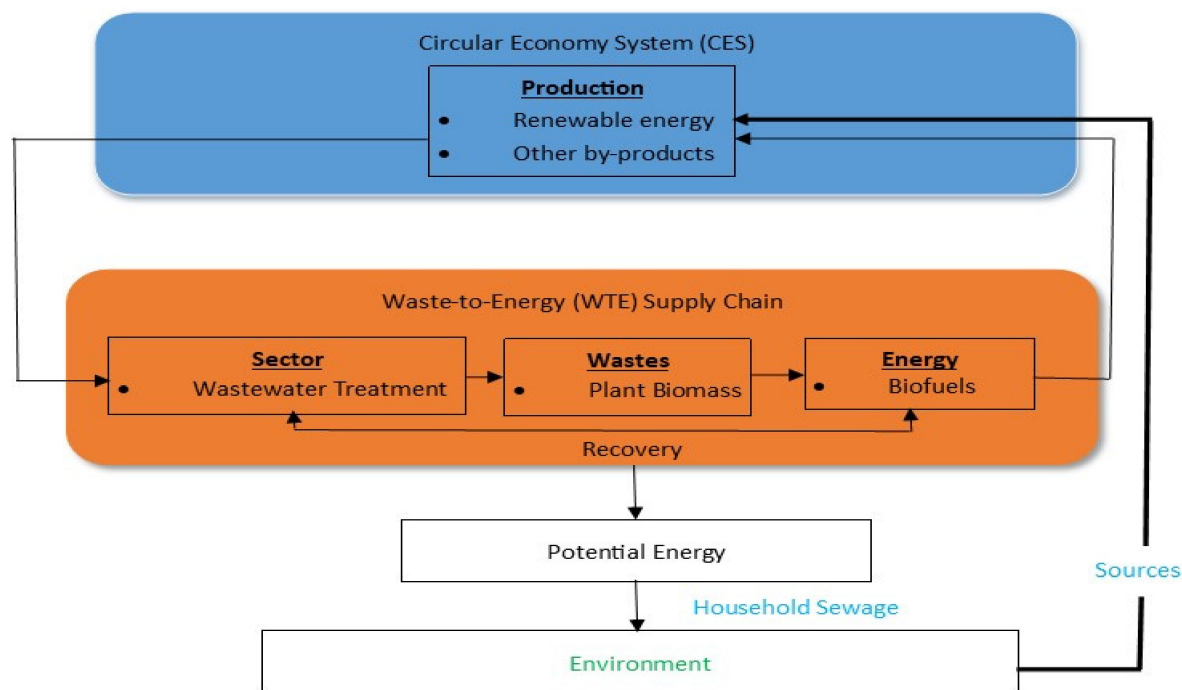 Circular Economy System (CES)
Production
• Renewable energy
• Other by-products
Waste-to-Energy (WTE) Supply Chain
Sector
• Wastewater Treatment
Wastes
• Plant Biomass
Energy
• Biofuels
Recovery
Potential Energy
Household Sewage
Sources
Environment